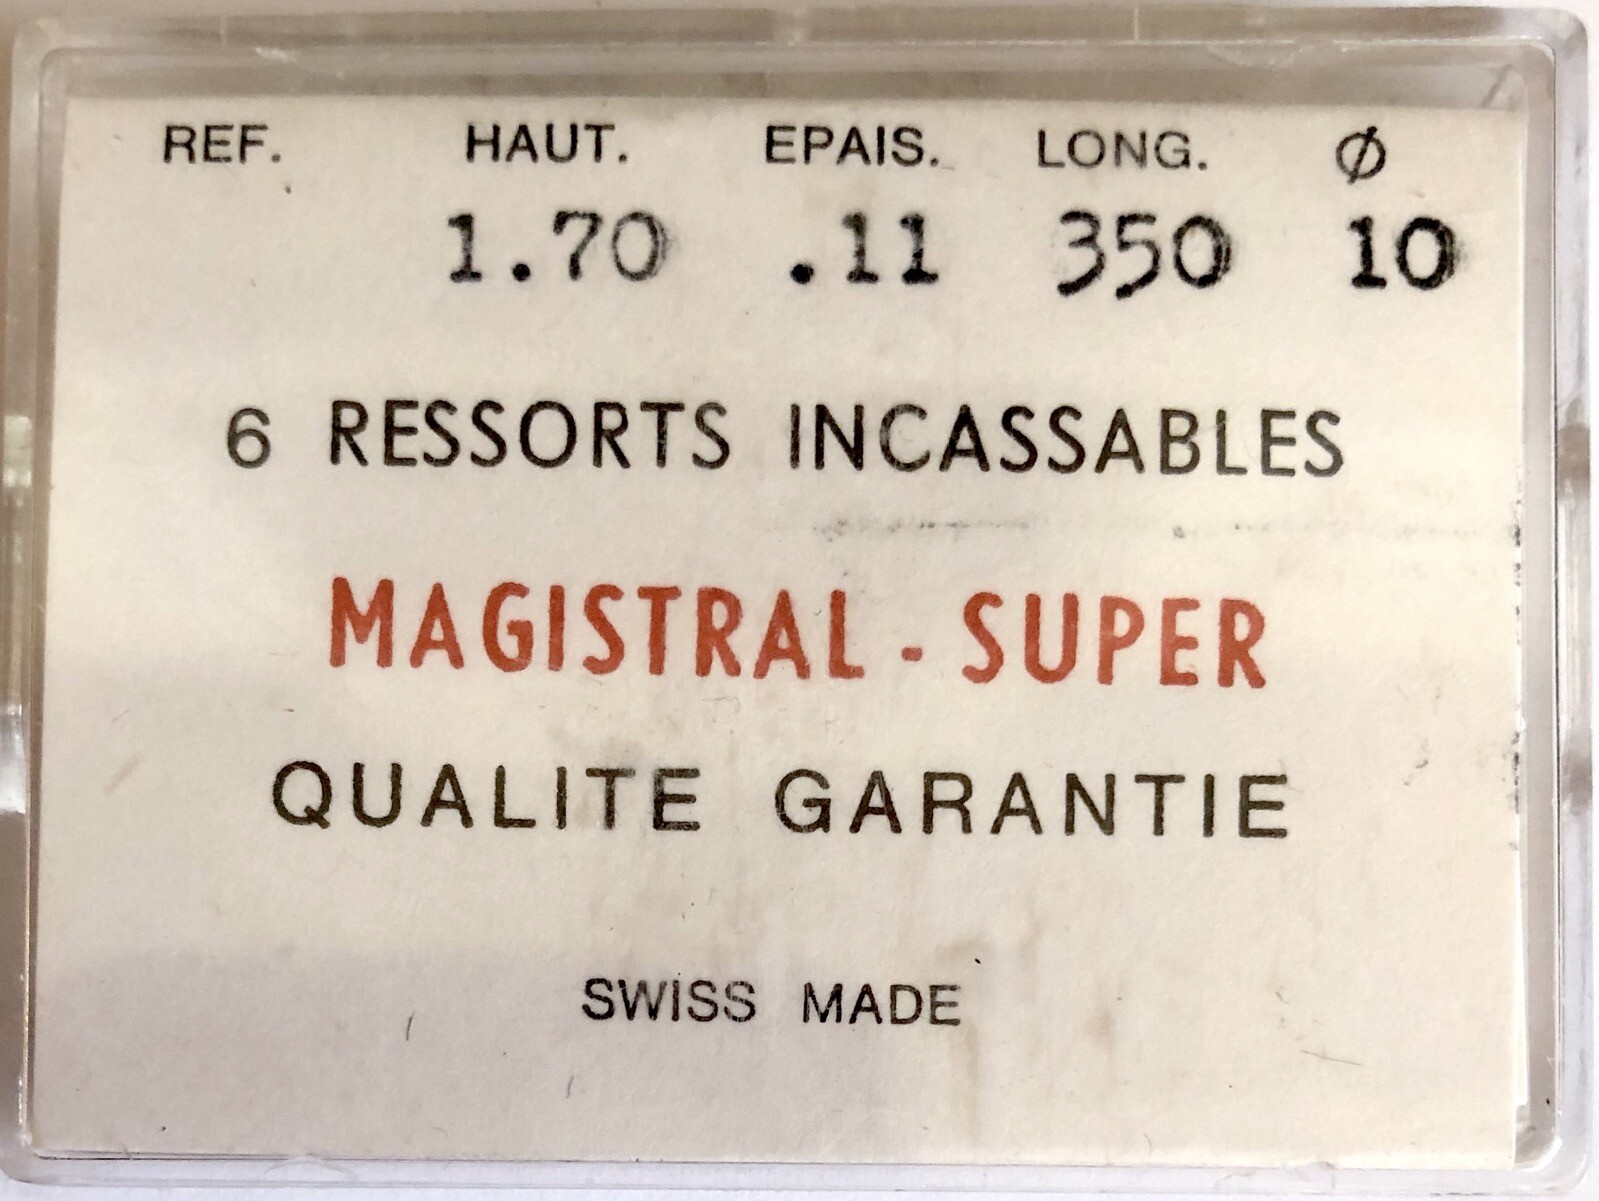 REF. HAUT. EPAIS. LONG. Ø
1.70 .11 350 10
6 RESSORTS INCASSABLES
MAGISTRAL - SUPER
QUALITE GARANTIE
SWISS MADE